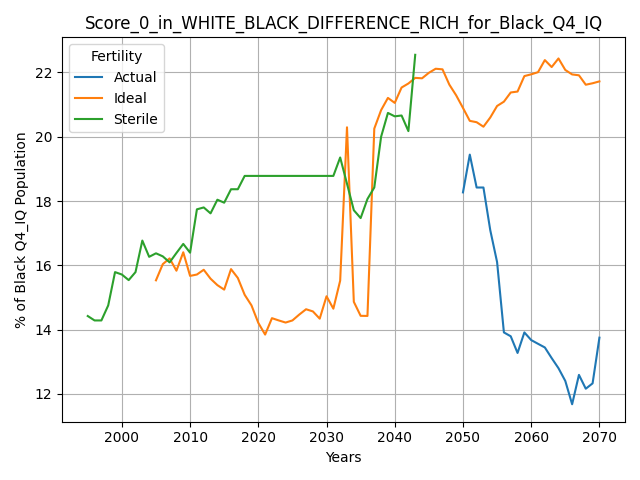 Score_0_in_WHITE_BLACK_DIFFERENCE_RICH_for_Black_Q4_IQ
Fertility
Actual
Ideal
Sterile
% of Black Q4_IQ Population
22
20
18
16
14
12
2000 2010 2020 2030 2040 2050 2060 2070
Years